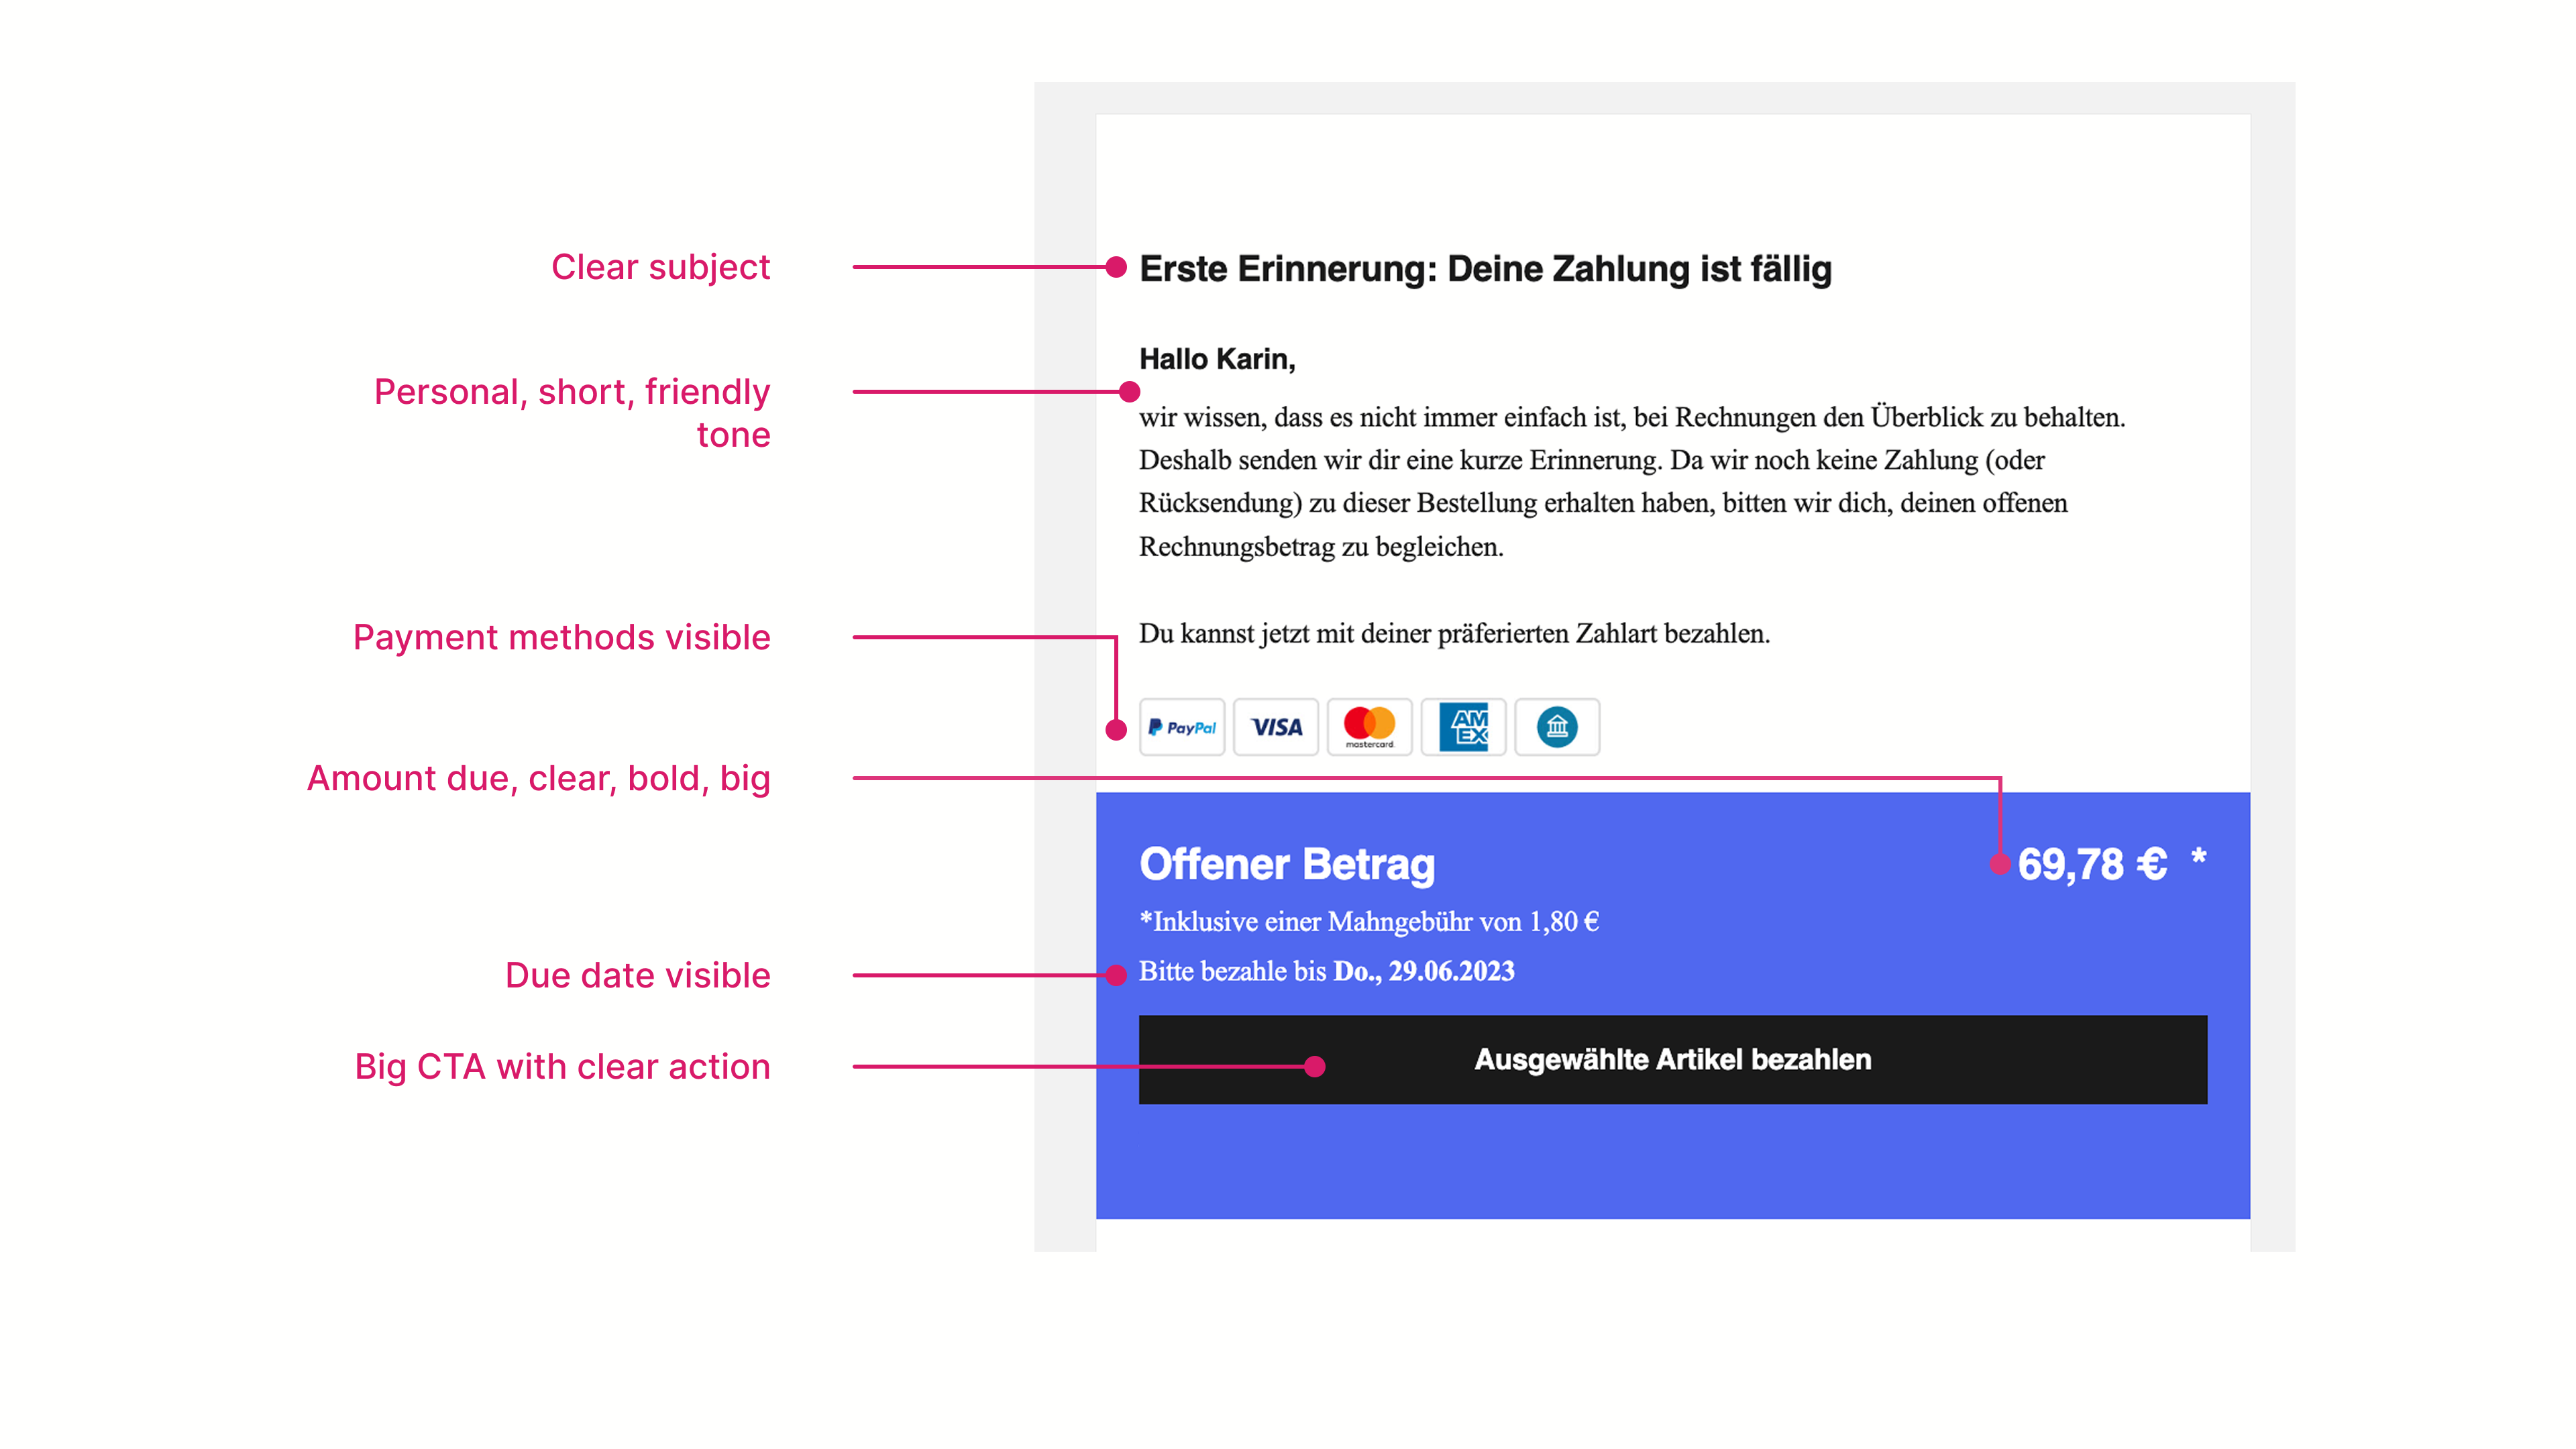 Clear subject
Erste Erinnerung: Deine Zahlung ist fällig
Hallo Karin,
Personal, short, friendly
tone
wir wissen, dass es nicht immer einfach ist, bei Rechnungen den Überblick zu behalten.
Deshalb senden wir dir eine kurze Erinnerung. Da wir noch keine Zahlung (oder
Rücksendung) zu dieser Bestellung erhalten haben, bitten wir dich, deinen offenen
Rechnungsbetrag zu begleichen.
Payment methods visible
Du kannst jetzt mit deiner präferierten Zahlart bezahlen.
PayPal VISA mastercard AM EX
Amount due, clear, bold, big
Offener Betrag 69,78 € *
*Inklusive einer Mahngebühr von 1,80 €
Due date visible
Bitte bezahle bis Do., 29.06.2023
Big CTA with clear action
Ausgewählte Artikel bezahlen